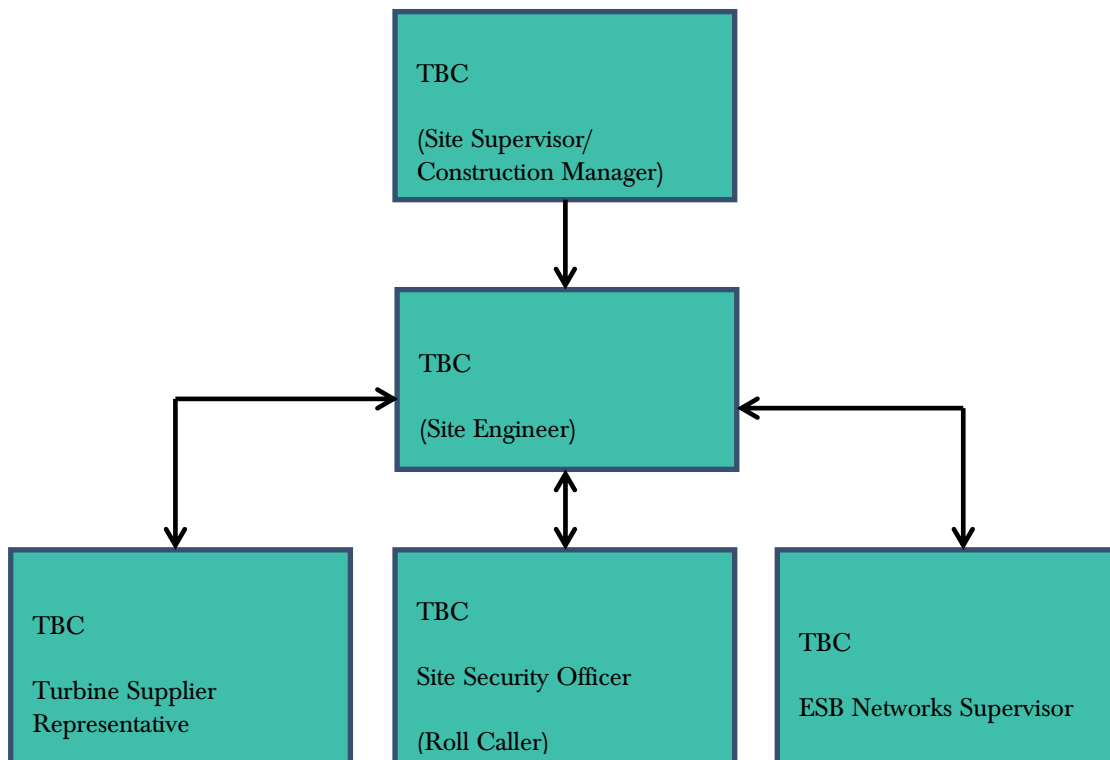 TBC
(Site Supervisor/
Construction Manager)
TBC
(Site Engineer)
TBC
Turbine Supplier
Representative
TBC
Site Security Officer
(Roll Caller)
TBC
ESB Networks Supervisor